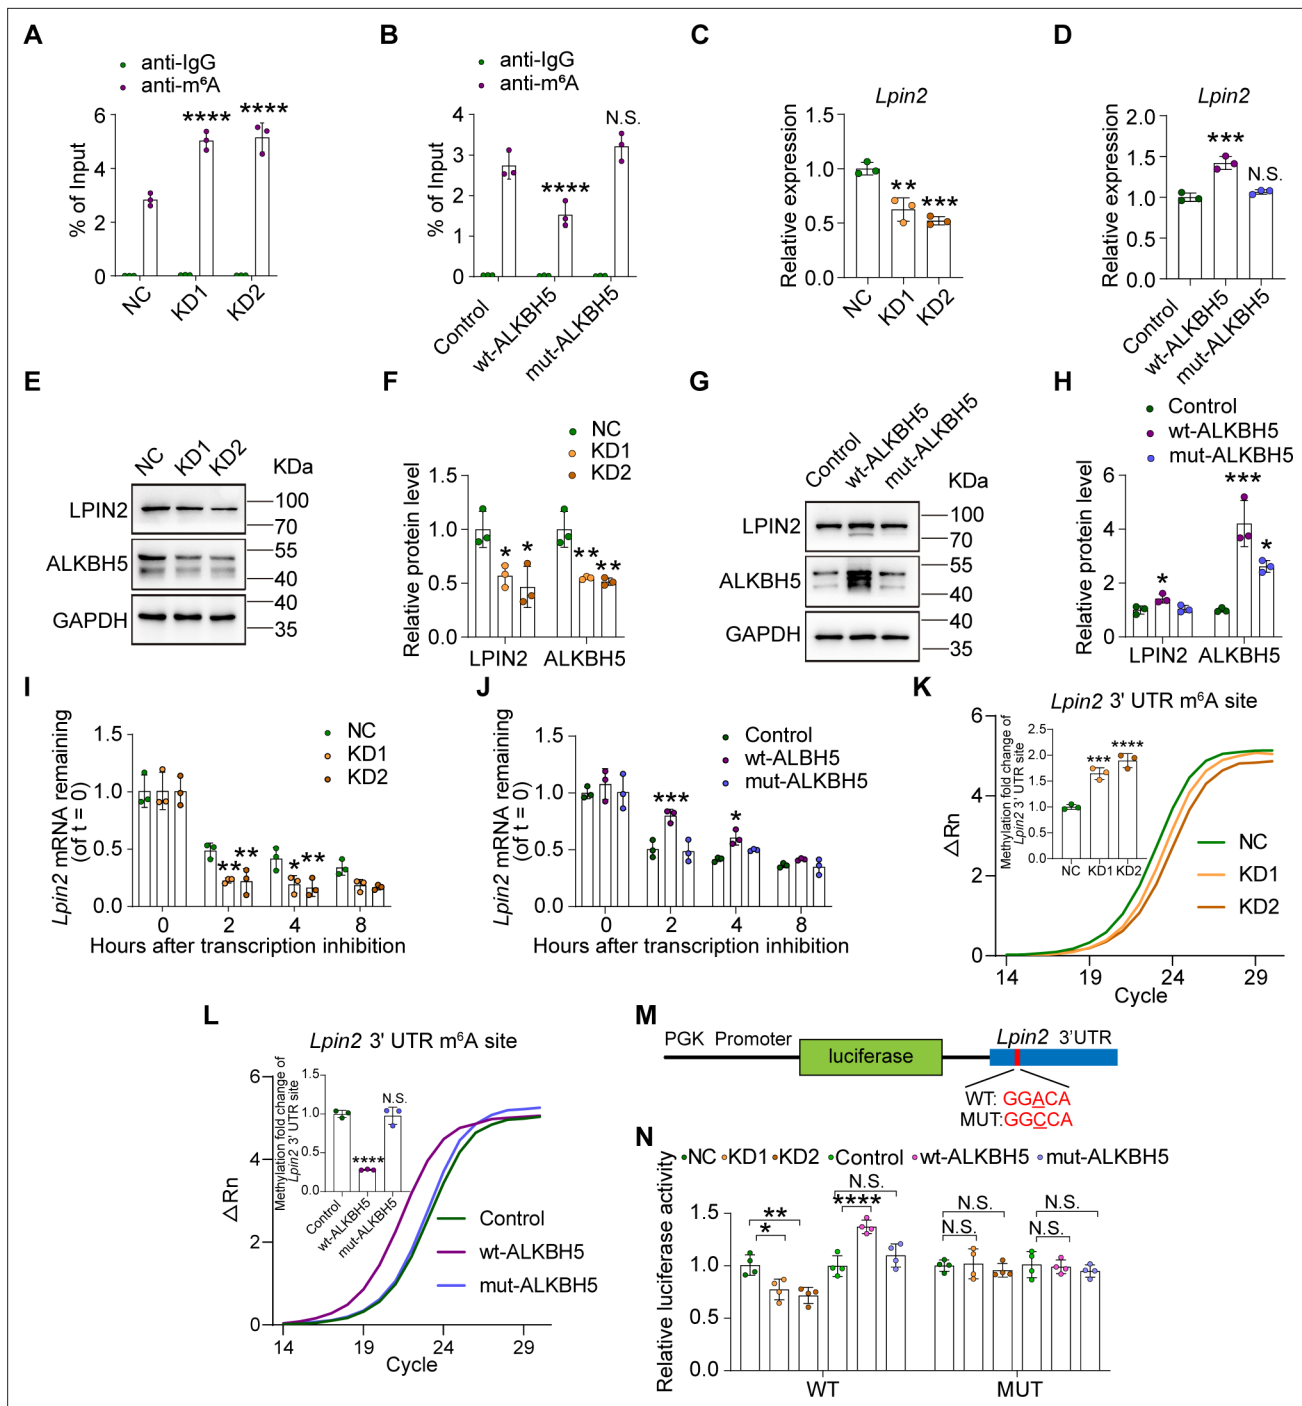 A
anti-IgG
anti-m⁶A
% of Input
6
4
2
0
****
****
NC
KD1
KD2
B
anti-IgG
anti-m⁶A
% of Input
4
3
2
1
0
****
N.S.
Control
wt-ALKBH5
mut-ALKBH5
C
Lpin2
Relative expression
1.5
1.0
0.5
0.0
**
***
NC
KD1
KD2
D
Lpin2
Relative expression
2.0
1.5
1.0
0.5
0.0
***
N.S.
Control
wt-ALKBH5
mut-ALKBH5
E
NC
KD1
KD2
KDa
LPIN2
100
70
ALKBH5
55
40
GAPDH
40
35
F
NC
KD1
KD2
Relative protein level
1.5
1.0
0.5
0.0
*
*
**
**
LPIN2
ALKBH5
G
Control
wt-ALKBH5
mut-ALKBH5
KDa
LPIN2
100
70
ALKBH5
55
40
GAPDH
40
35
H
Control
wt-ALKBH5
mut-ALKBH5
Relative protein level
6
4
2
0
*
***
*
LPIN2
ALKBH5
I
Lpin2 mRNA remaining
(of t = 0)
1.5
1.0
0.5
0.0
NC
KD1
KD2
**
**
*
**
0
2
4
8
Hours after transcription inhibition
J
Lpin2 mRNA remaining
(of t = 0)
1.5
1.0
0.5
0.0
Control
wt-ALBH5
mut-ALKBH5
***
*
0
2
4
8
Hours after transcription inhibition
K
Lpin2 3' UTR m⁶A site
△Rn
6
4
2
0
Methylation fold change of
Lpin2 3' UTR site
2.5
2.0
1.5
1.0
0.5
0.0
***
****
NC
KD1
KD2
NC
KD1
KD2
14
19
24
29
Cycle
L
Lpin2 3' UTR m⁶A site
△Rn
6
4
2
0
Methylation fold change of
Lpin2 3' UTR site
1.5
1.0
0.5
0.0
****
N.S.
Control
wt-ALKBH5
mut-ALKBH5
Control
wt-ALKBH5
mut-ALKBH5
14
19
24
29
Cycle
M
PGK Promoter
luciferase
Lpin2 3'UTR
WT: GGACA
MUT:GGCCA
N
NC KD1 KD2 Control wt-ALKBH5 mut-ALKBH5
Relative luciferase activity
1.5
1.0
0.5
0.0
**
*
N.S.
****
N.S.
N.S.
N.S.
N.S.
WT
MUT